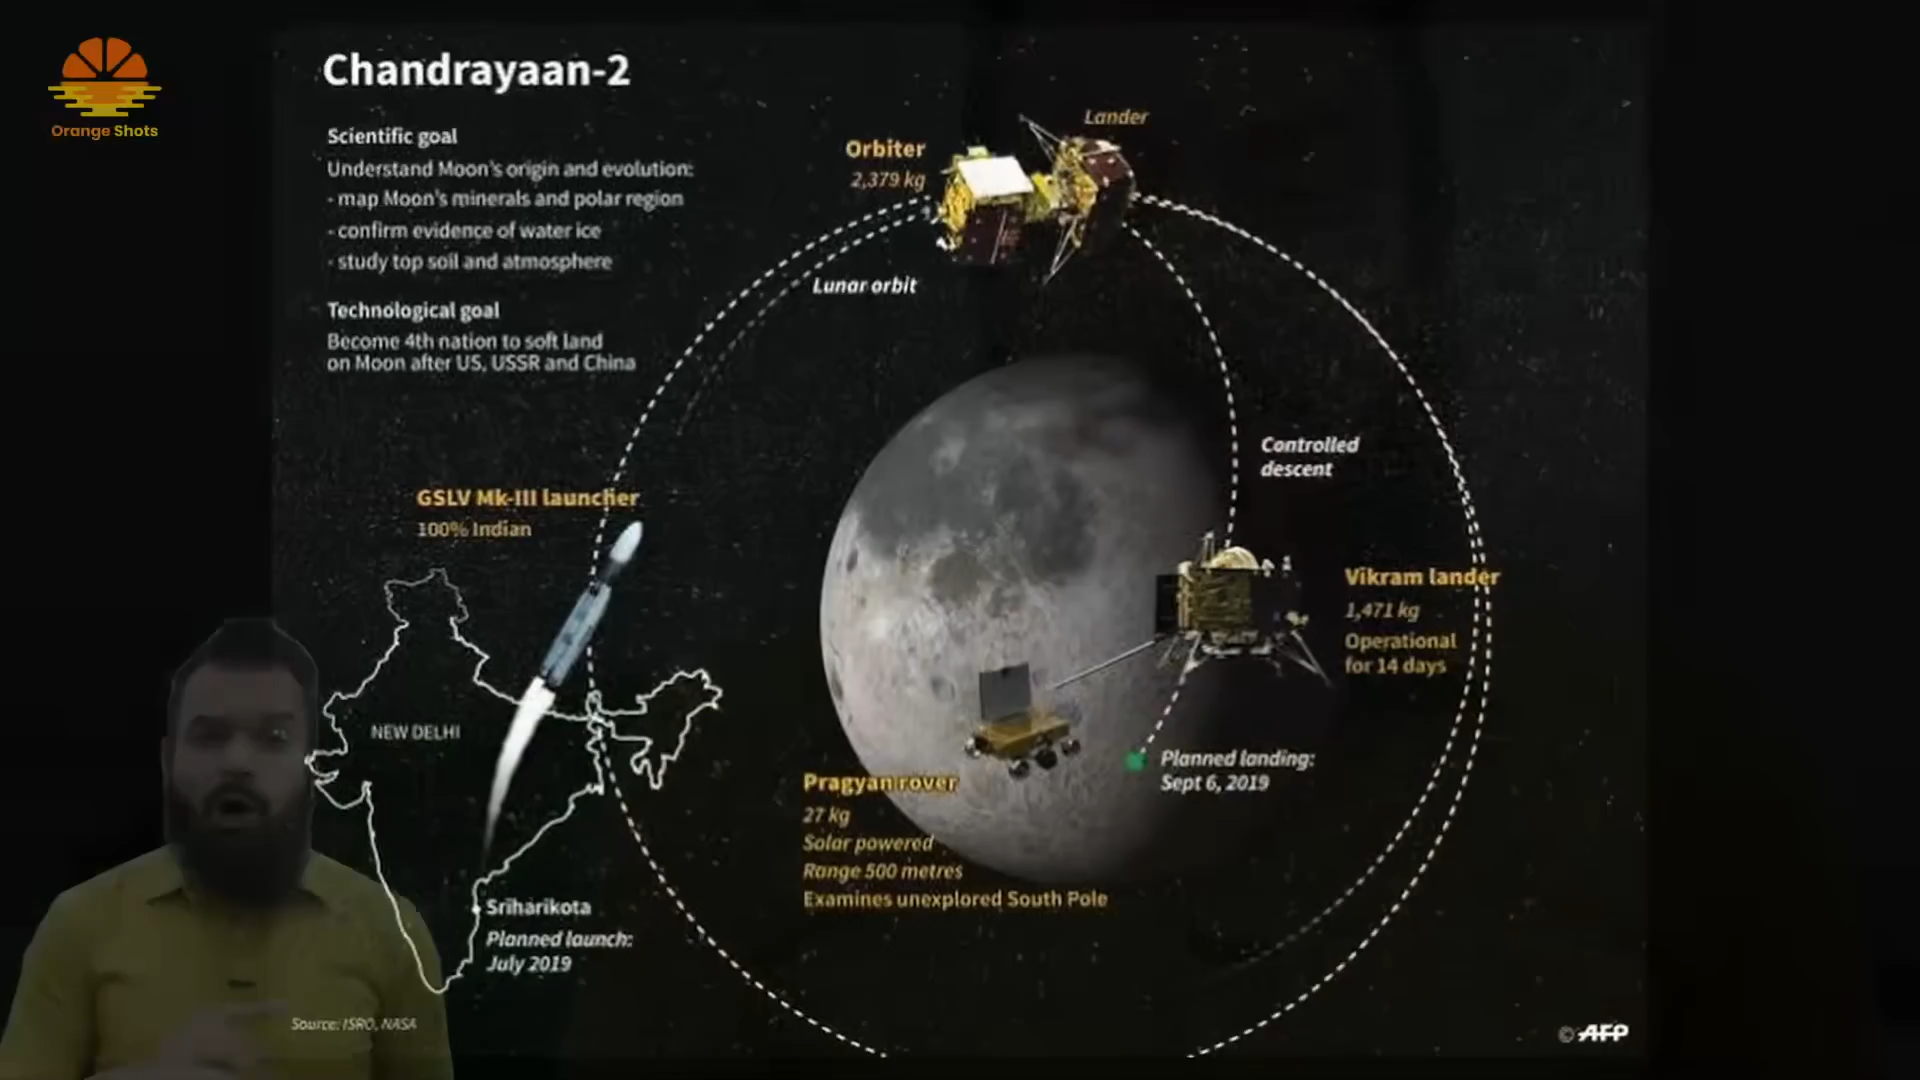 Orange Shots
Chandrayaan-2
Scientific goal
Understand Moon's origin and evolution:
- map Moon's minerals and polar region
- confirm evidence of water ice
- study top soil and atmosphere
Technological goal
Become 4th nation to soft land
on Moon after US, USSR and China
Orbiter
2,379 kg
Lander
Lunar orbit
Controlled
descent
GSLV Mk-III launcher
100% Indian
Vikram lander
1,471 kg
Operational
for 14 days
NEW DELHI
Planned landing:
Sept 6, 2019
Pragyan rover
27 kg
Solar powered
Range 500 metres
Examines unexplored South Pole
Sriharikota
Planned launch:
July 2019
Source: ISRO, NASA
© AFP